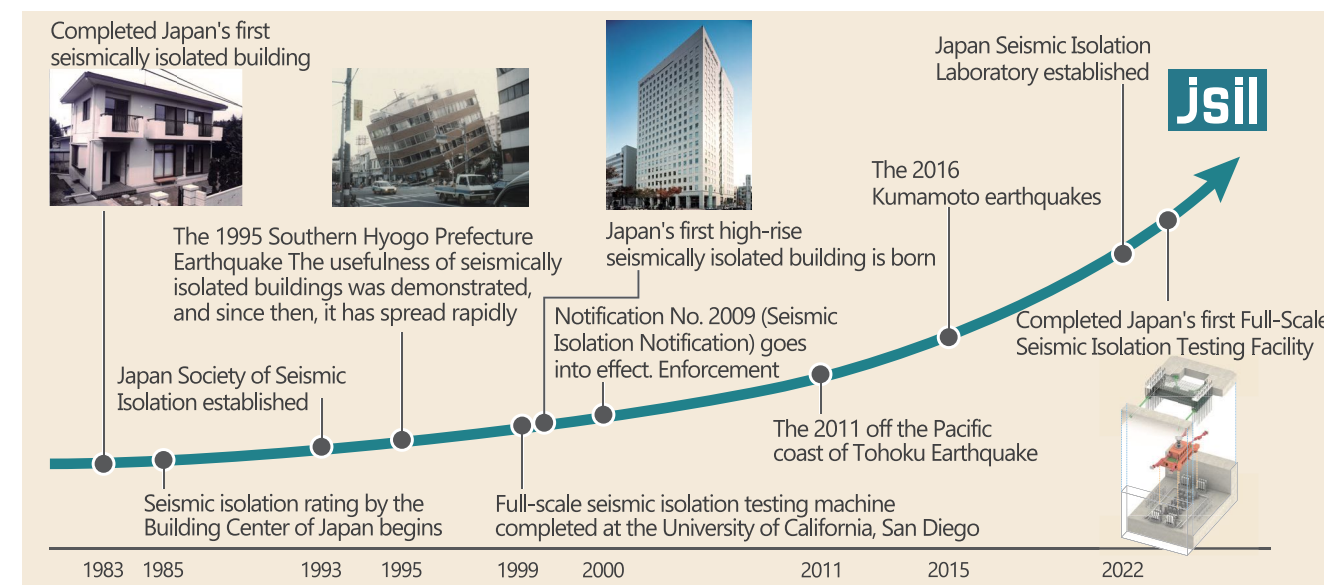 Completed Japan's first
seismically isolated building
The 1995 Southern Hyogo Prefecture
Earthquake The usefulness of seismically
isolated buildings was demonstrated,
and since then, it has spread rapidly
Japan Society of Seismic
Isolation established
Seismic isolation rating by the
Building Center of Japan begins
Japan's first high-rise
seismically isolated building is born
Notification No. 2009 (Seismic
Isolation Notification) goes
into effect. Enforcement
Full-scale seismic isolation testing machine
completed at the University of California, San Diego
The 2011 off the Pacific
coast of Tohoku Earthquake
The 2016
Kumamoto earthquakes
Japan Seismic Isolation
Laboratory established
jsil
Completed Japan's first Full-Scale
Seismic Isolation Testing Facility
1983 1985 1993 1995 1999 2000 2011 2015 2022